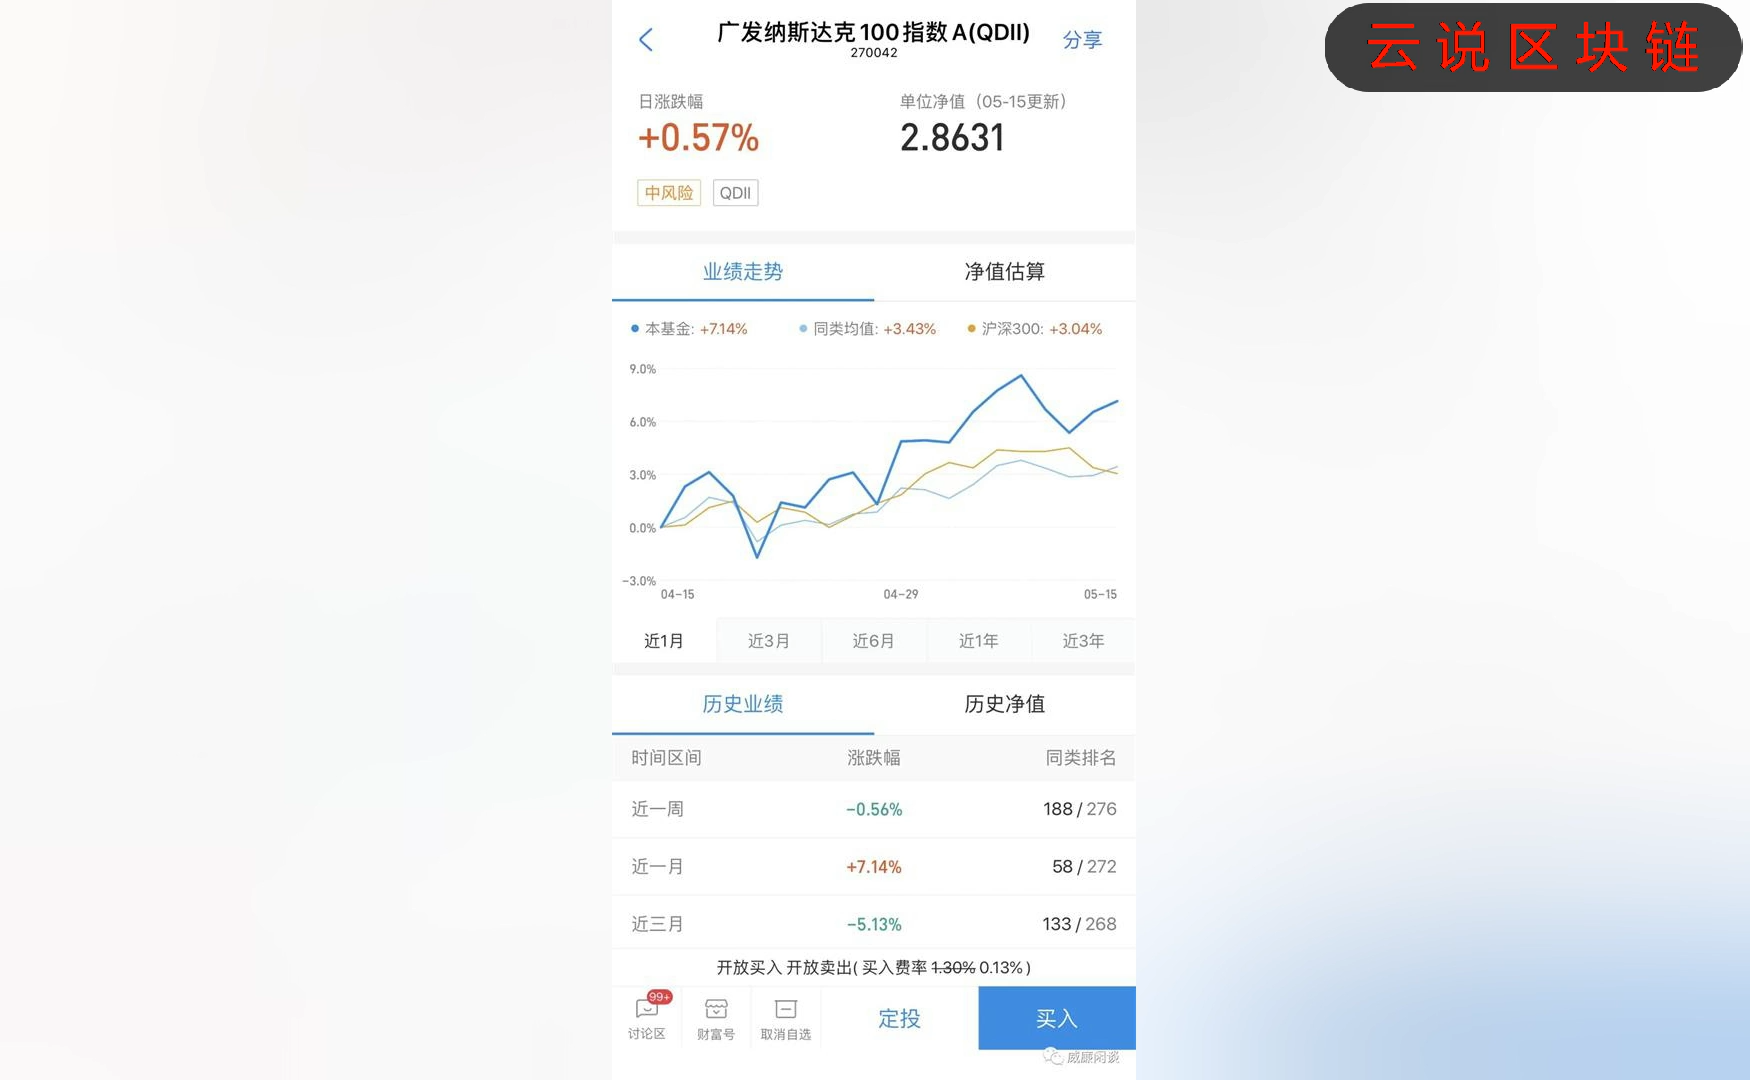 云说区块链
广发纳斯达克100指数A(QDII)
270042
分享
日涨跌幅
单位净值（05-15更新）
+0.57%
2.8631
中风险 QDII
业绩走势 净值估算
本基金: +7.14% 同类均值: +3.43% 沪深300: +3.04%
9.0%
6.0%
3.0%
0.0%
-3.0%
04-15 04-29 05-15
近1月 近3月 近6月 近1年 近3年
历史业绩 历史净值
时间区间 涨跌幅 同类排名
近一周 -0.56% 188 / 276
近一月 +7.14% 58 / 272
近三月 -5.13% 133 / 268
开放买入 开放卖出( 买入费率 1.30% 0.13% )
99+
讨论区 财富号 取消自选 定投 买入
威廉闲谈